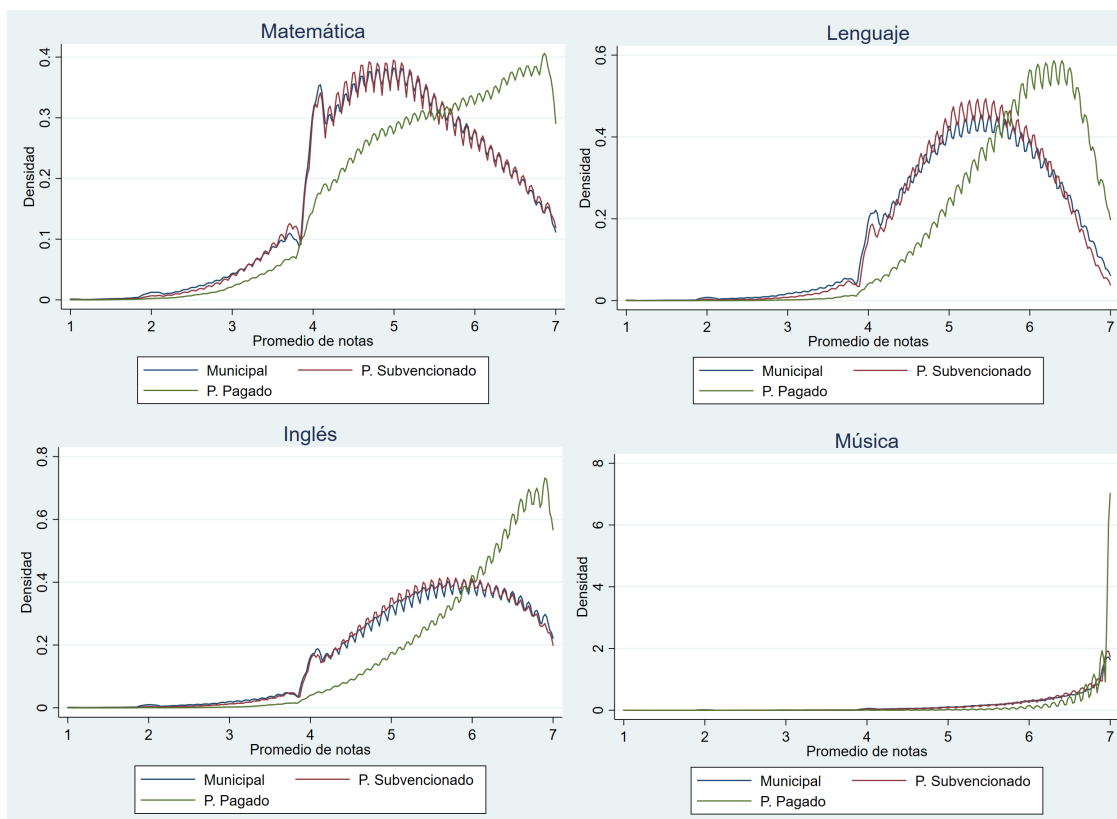 Matemática
Densidad
0.4
0.3
0.2
0.1
0
1 2 3 4 5 6 7
Promedio de notas
Municipal P. Subvencionado
P. Pagado
Lenguaje
Densidad
0.6
0.4
0.2
0
1 2 3 4 5 6 7
Promedio de notas
Municipal P. Subvencionado
P. Pagado
Inglés
Densidad
0.8
0.6
0.4
0.2
0
1 2 3 4 5 6 7
Promedio de notas
Municipal P. Subvencionado
P. Pagado
Música
Densidad
8
6
4
2
0
1 2 3 4 5 6 7
Promedio de notas
Municipal P. Subvencionado
P. Pagado